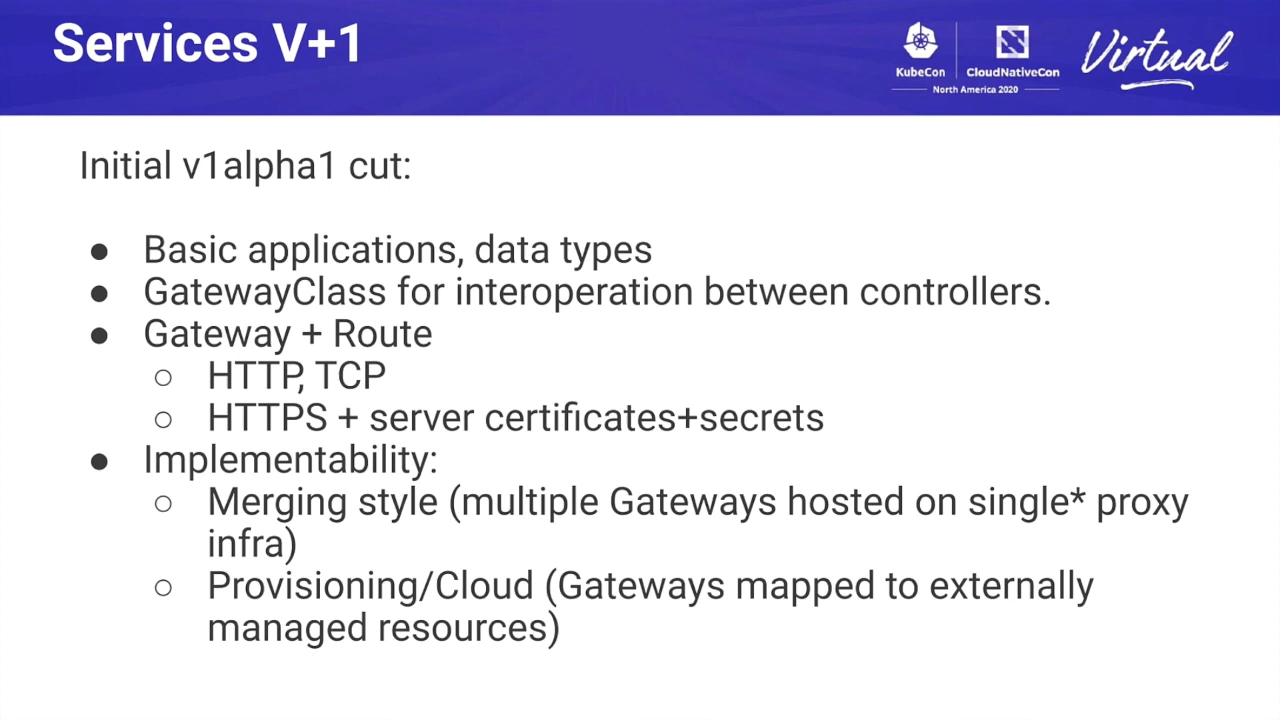 Services V+1
KubeCon
CloudNativeCon
North America 2020
Virtual
Initial v1alpha1 cut:
● Basic applications, data types
● GatewayClass for interoperation between controllers.
● Gateway + Route
○ HTTP, TCP
○ HTTPS + server certificates+secrets
● Implementability:
○ Merging style (multiple Gateways hosted on single* proxy
infra)
○ Provisioning/Cloud (Gateways mapped to externally
managed resources)